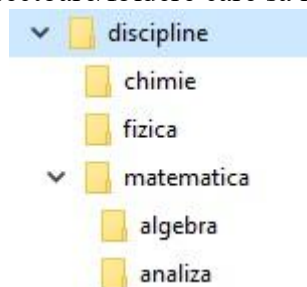 discipline
chimie
fizica
matematica
algebra
analiza